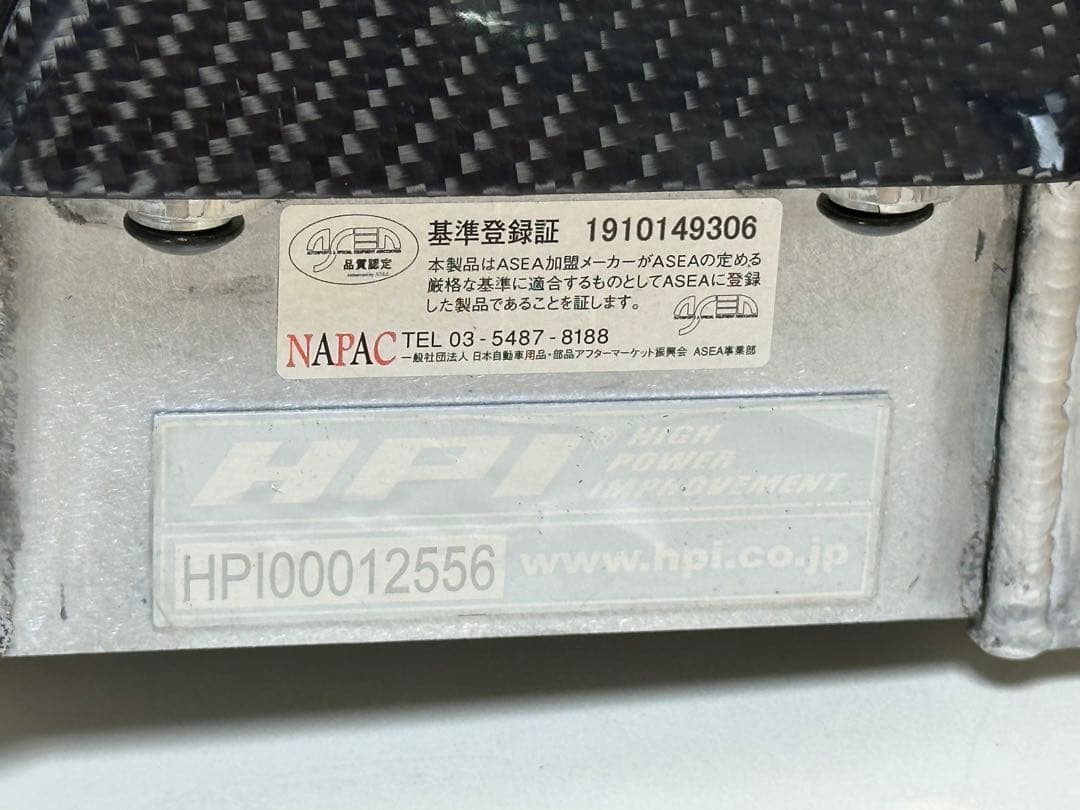 ASEA
品質認定
基準登録証 1910149306
本製品はASEA加盟メーカーがASEAの定める
厳格な基準に適合するものとしてASEAに登録
した製品であることを証します。
ASEA
NAPAC TEL 03-5487-8188
一般社団法人 日本自動車用品・部品アフターマーケット振興会 ASEA事業部
HPI® HIGH
POWER
IMPROVEMENT
HPI00012556 www.hpi.co.jp